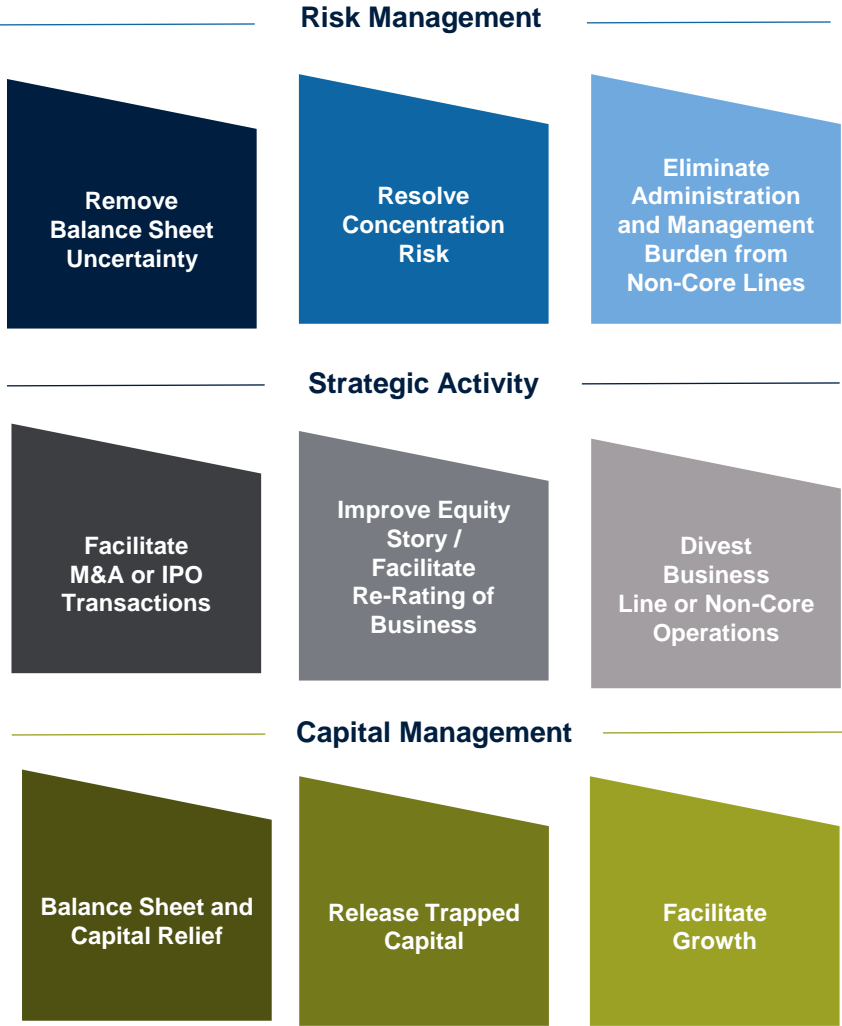 Risk Management
Remove
Balance Sheet
Uncertainty
Resolve
Concentration
Risk
Eliminate
Administration
and Management
Burden from
Non-Core Lines
Strategic Activity
Facilitate
M&A or IPO
Transactions
Improve Equity
Story /
Facilitate
Re-Rating of
Business
Divest
Business
Line or Non-Core
Operations
Capital Management
Balance Sheet and
Capital Relief
Release Trapped
Capital
Facilitate
Growth